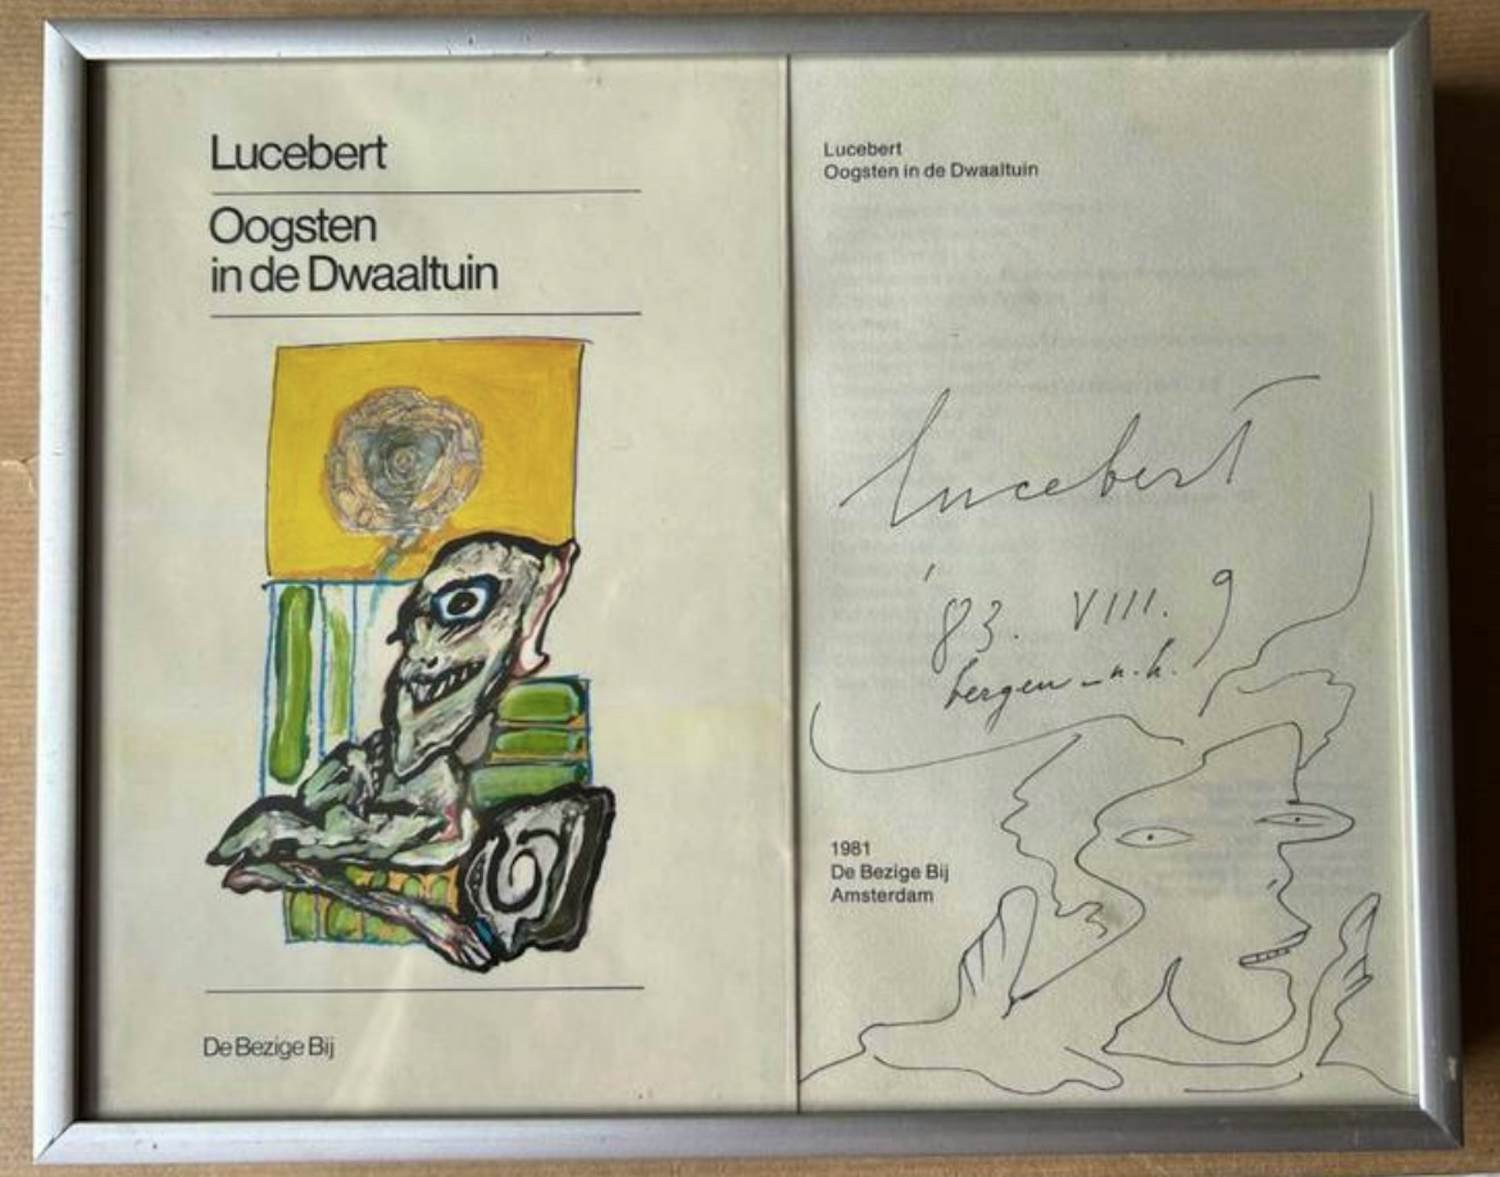 Lucebert
Oogsten
in de Dwaaltuin
De Bezige Bij
Lucebert
Oogsten in de Dwaaltuin
Lucebert
'83. VIII. 9
bergen - n.h.
1981
De Bezige Bij
Amsterdam